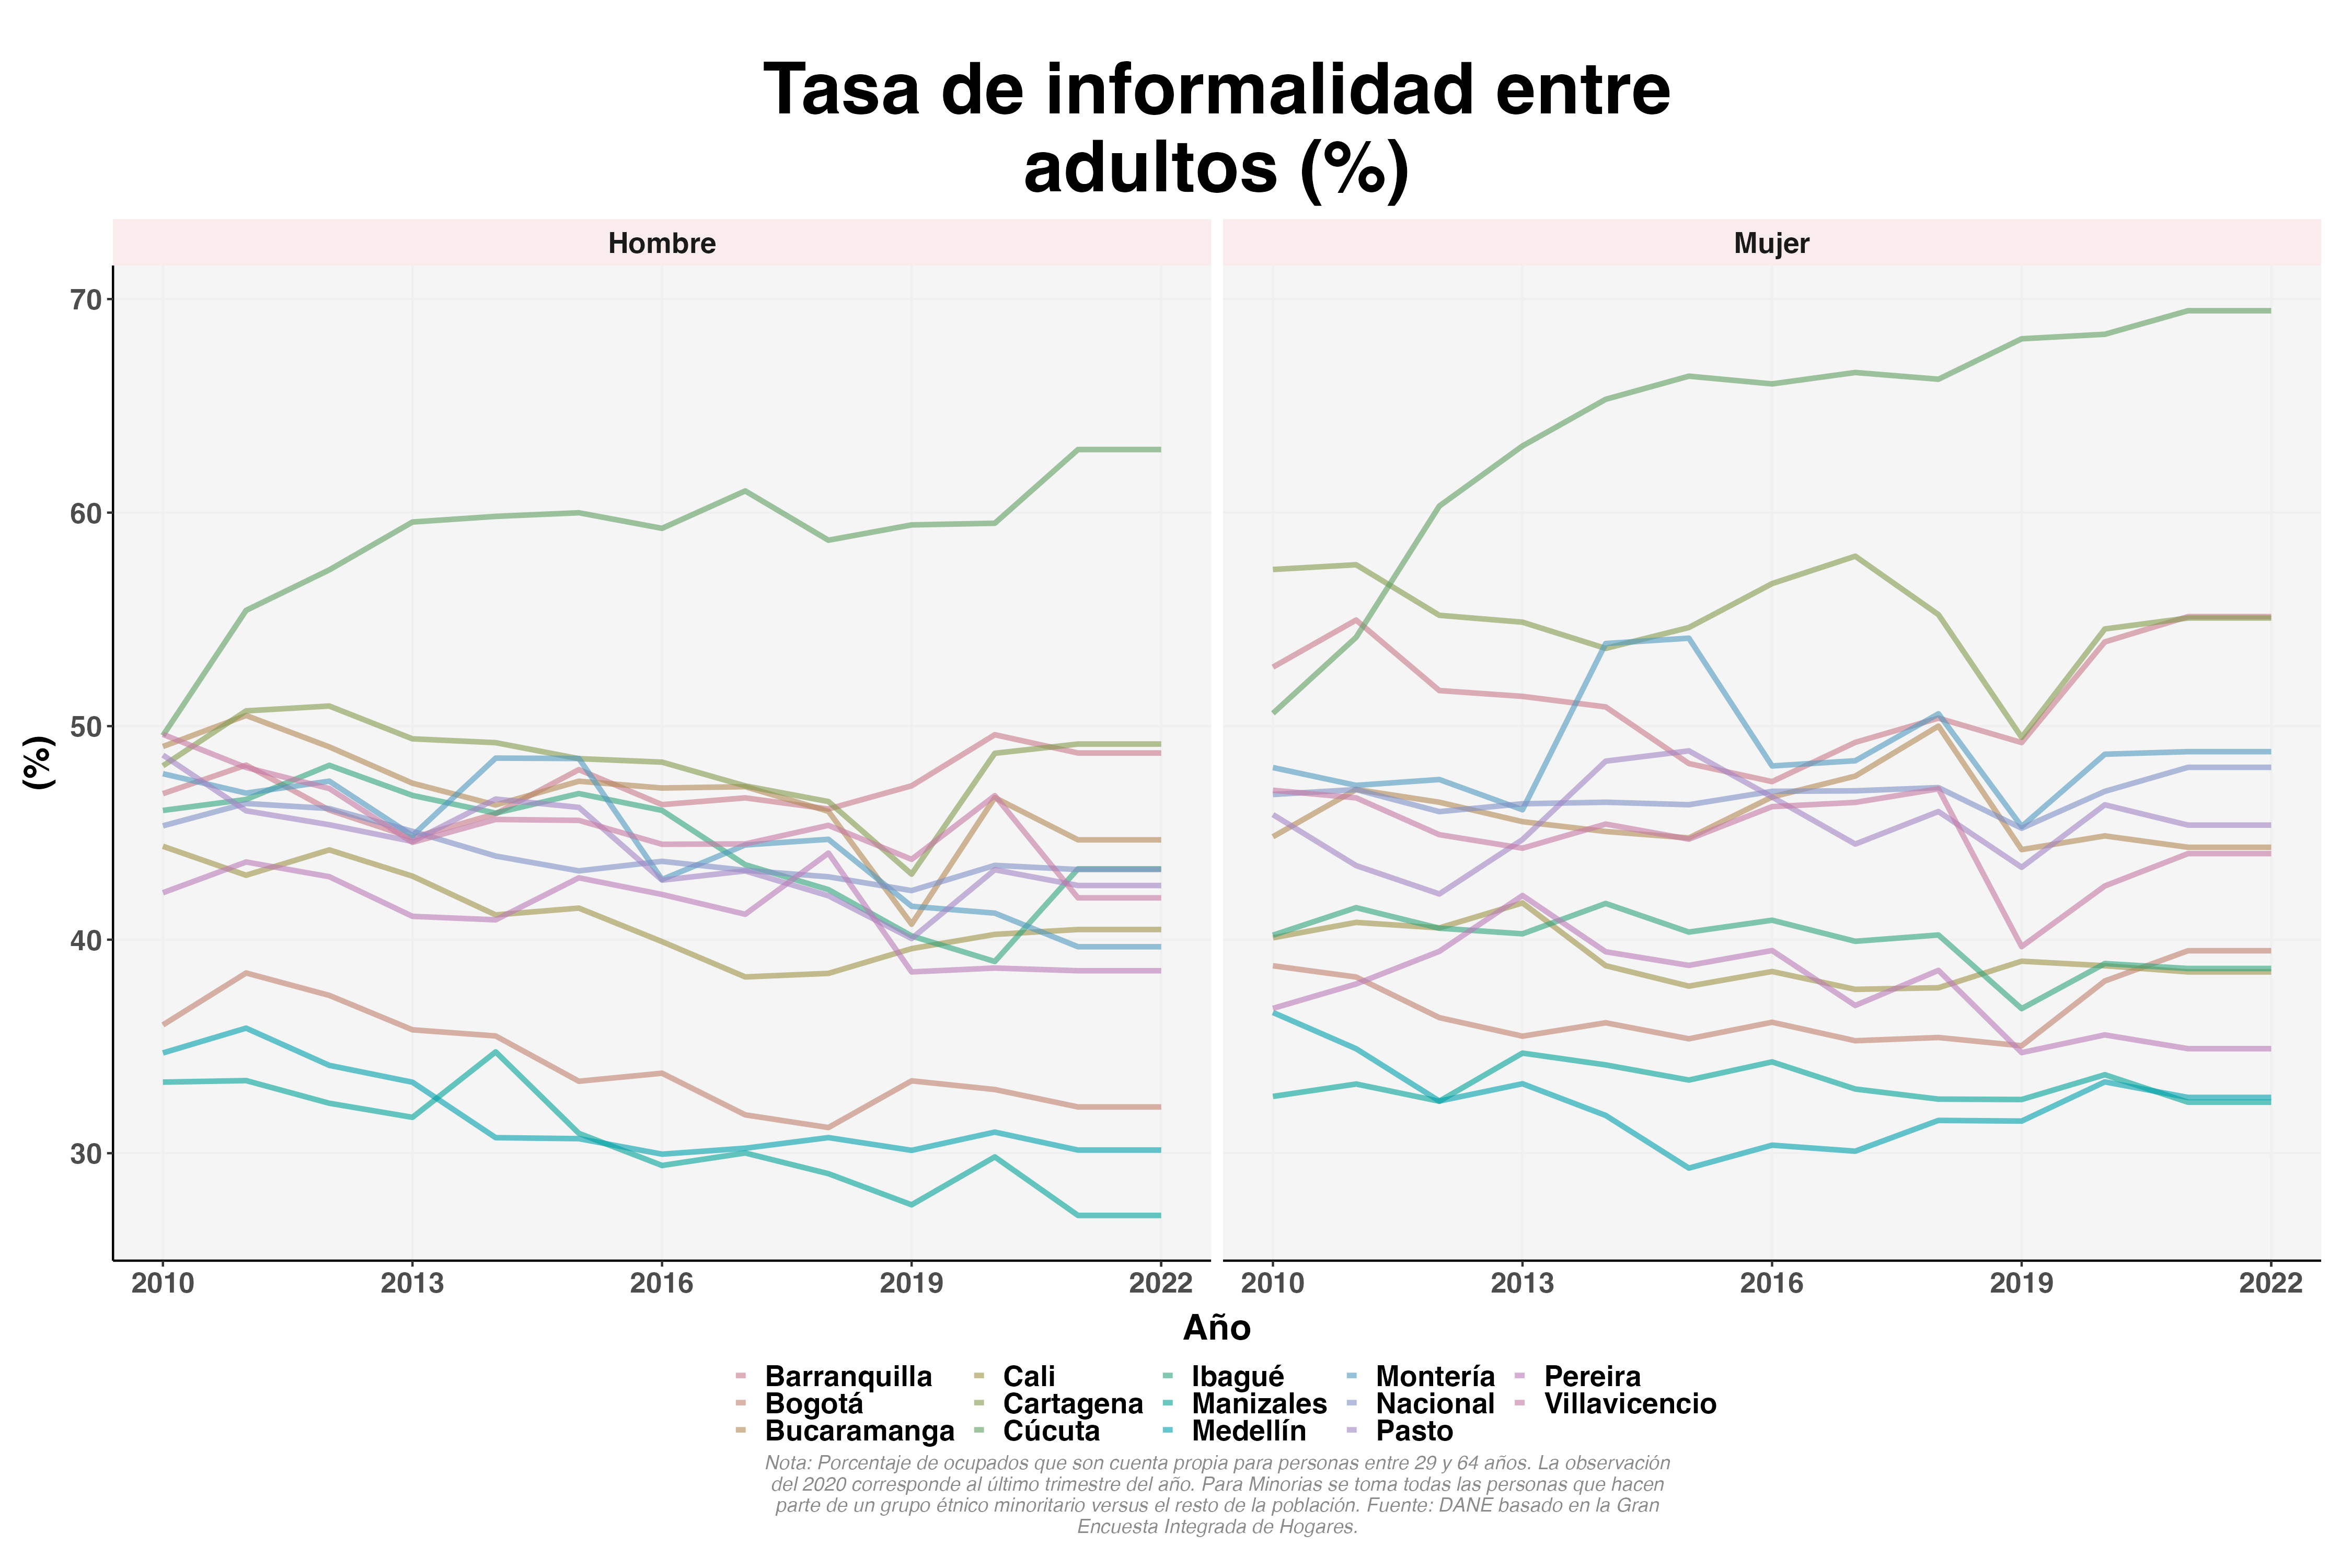 Tasa de informalidad entre
adultos (%)
Hombre
Mujer
70
60
50
40
30
(%)
2010 2013 2016 2019 2022
2010 2013 2016 2019 2022
Año
Barranquilla Cali Ibagué Montería Pereira
Bogotá Cartagena Manizales Nacional Villavicencio
Bucaramanga Cúcuta Medellín Pasto
Nota: Porcentaje de ocupados que son cuenta propia para personas entre 29 y 64 años. La observación
del 2020 corresponde al último trimestre del año. Para Minorias se toma todas las personas que hacen
parte de un grupo étnico minoritario versus el resto de la población. Fuente: DANE basado en la Gran
Encuesta Integrada de Hogares.